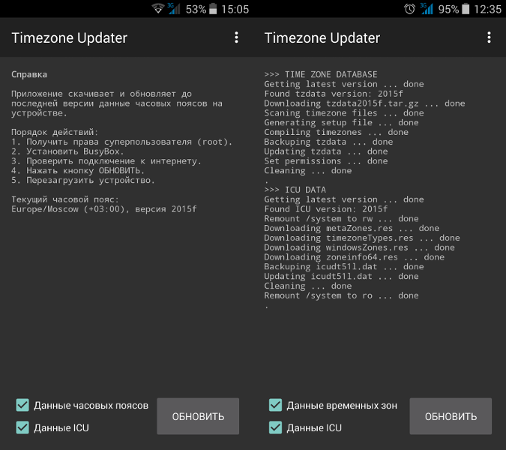 53% 15:05
Timezone Updater
Справка
Приложение скачивает и обновляет до
последней версии данные часовых поясов на
устройстве.
Порядок действий:
1. Получить права суперпользователя (root).
2. Установить BusyBox.
3. Проверить подключение к интернету.
4. Нажать кнопку ОБНОВИТЬ.
5. Перезагрузить устройство.
Текущий часовой пояс:
Europe/Moscow (+03:00), версия 2015f
Данные часовых поясов
Данные ICU
ОБНОВИТЬ
95% 12:35
Timezone Updater
>>> TIME ZONE DATABASE
Getting latest version ... done
Found tzdata version: 2015f
Downloading tzdata2015f.tar.gz ... done
Scaning timezone files ... done
Generating setup file ... done
Compiling timezones ... done
Backuping tzdata ... done
Updating tzdata ... done
Set permissions ... done
Cleaning ... done
.
>>> ICU DATA
Getting latest version ... done
Found ICU version: 2015f
Remount /system to rw ... done
Downloading metaZones.res ... done
Downloading timezoneTypes.res ... done
Downloading windowsZones.res ... done
Downloading zoneinfo64.res ... done
Backuping icudt51l.dat ... done
Updating icudt51l.dat ... done
Cleaning ... done
Remount /system to ro ... done
.
Данные временных зон
Данные ICU
ОБНОВИТЬ